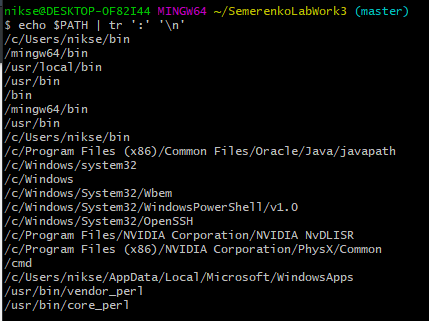 nikse@DESKTOP-OF82I44 MINGW64 ~/SemerenkoLabWork3 (master)
$ echo $PATH | tr ':' '\n'
/c/Users/nikse/bin
/mingw64/bin
/usr/local/bin
/usr/bin
/bin
/mingw64/bin
/usr/bin
/c/Users/nikse/bin
/c/Program Files (x86)/Common Files/Oracle/Java/javapath
/c/Windows/system32
/c/Windows
/c/Windows/System32/Wbem
/c/Windows/System32/WindowsPowerShell/v1.0
/c/Windows/System32/OpenSSH
/c/Program Files/NVIDIA Corporation/NVIDIA NvDLISR
/c/Program Files (x86)/NVIDIA Corporation/PhysX/Common
/cmd
/c/Users/nikse/AppData/Local/Microsoft/WindowsApps
/usr/bin/vendor_perl
/usr/bin/core_perl